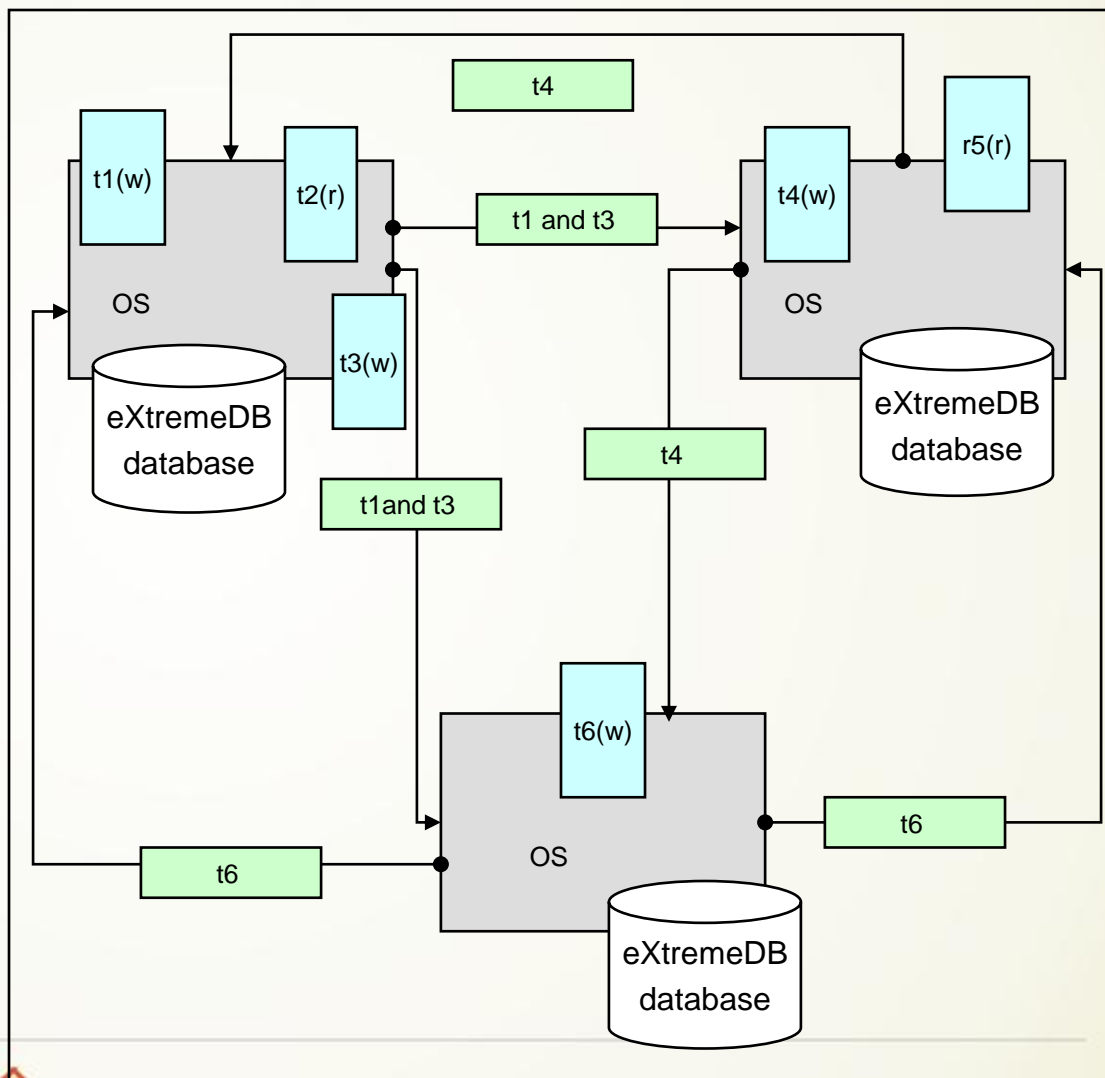 t4
t1(w)
t2(r)
t1 and t3
t4(w)
r5(r)
OS
t3(w)
OS
eXtremeDB
database
eXtremeDB
database
t4
t1and t3
t6(w)
t6
OS
t6
eXtremeDB
database